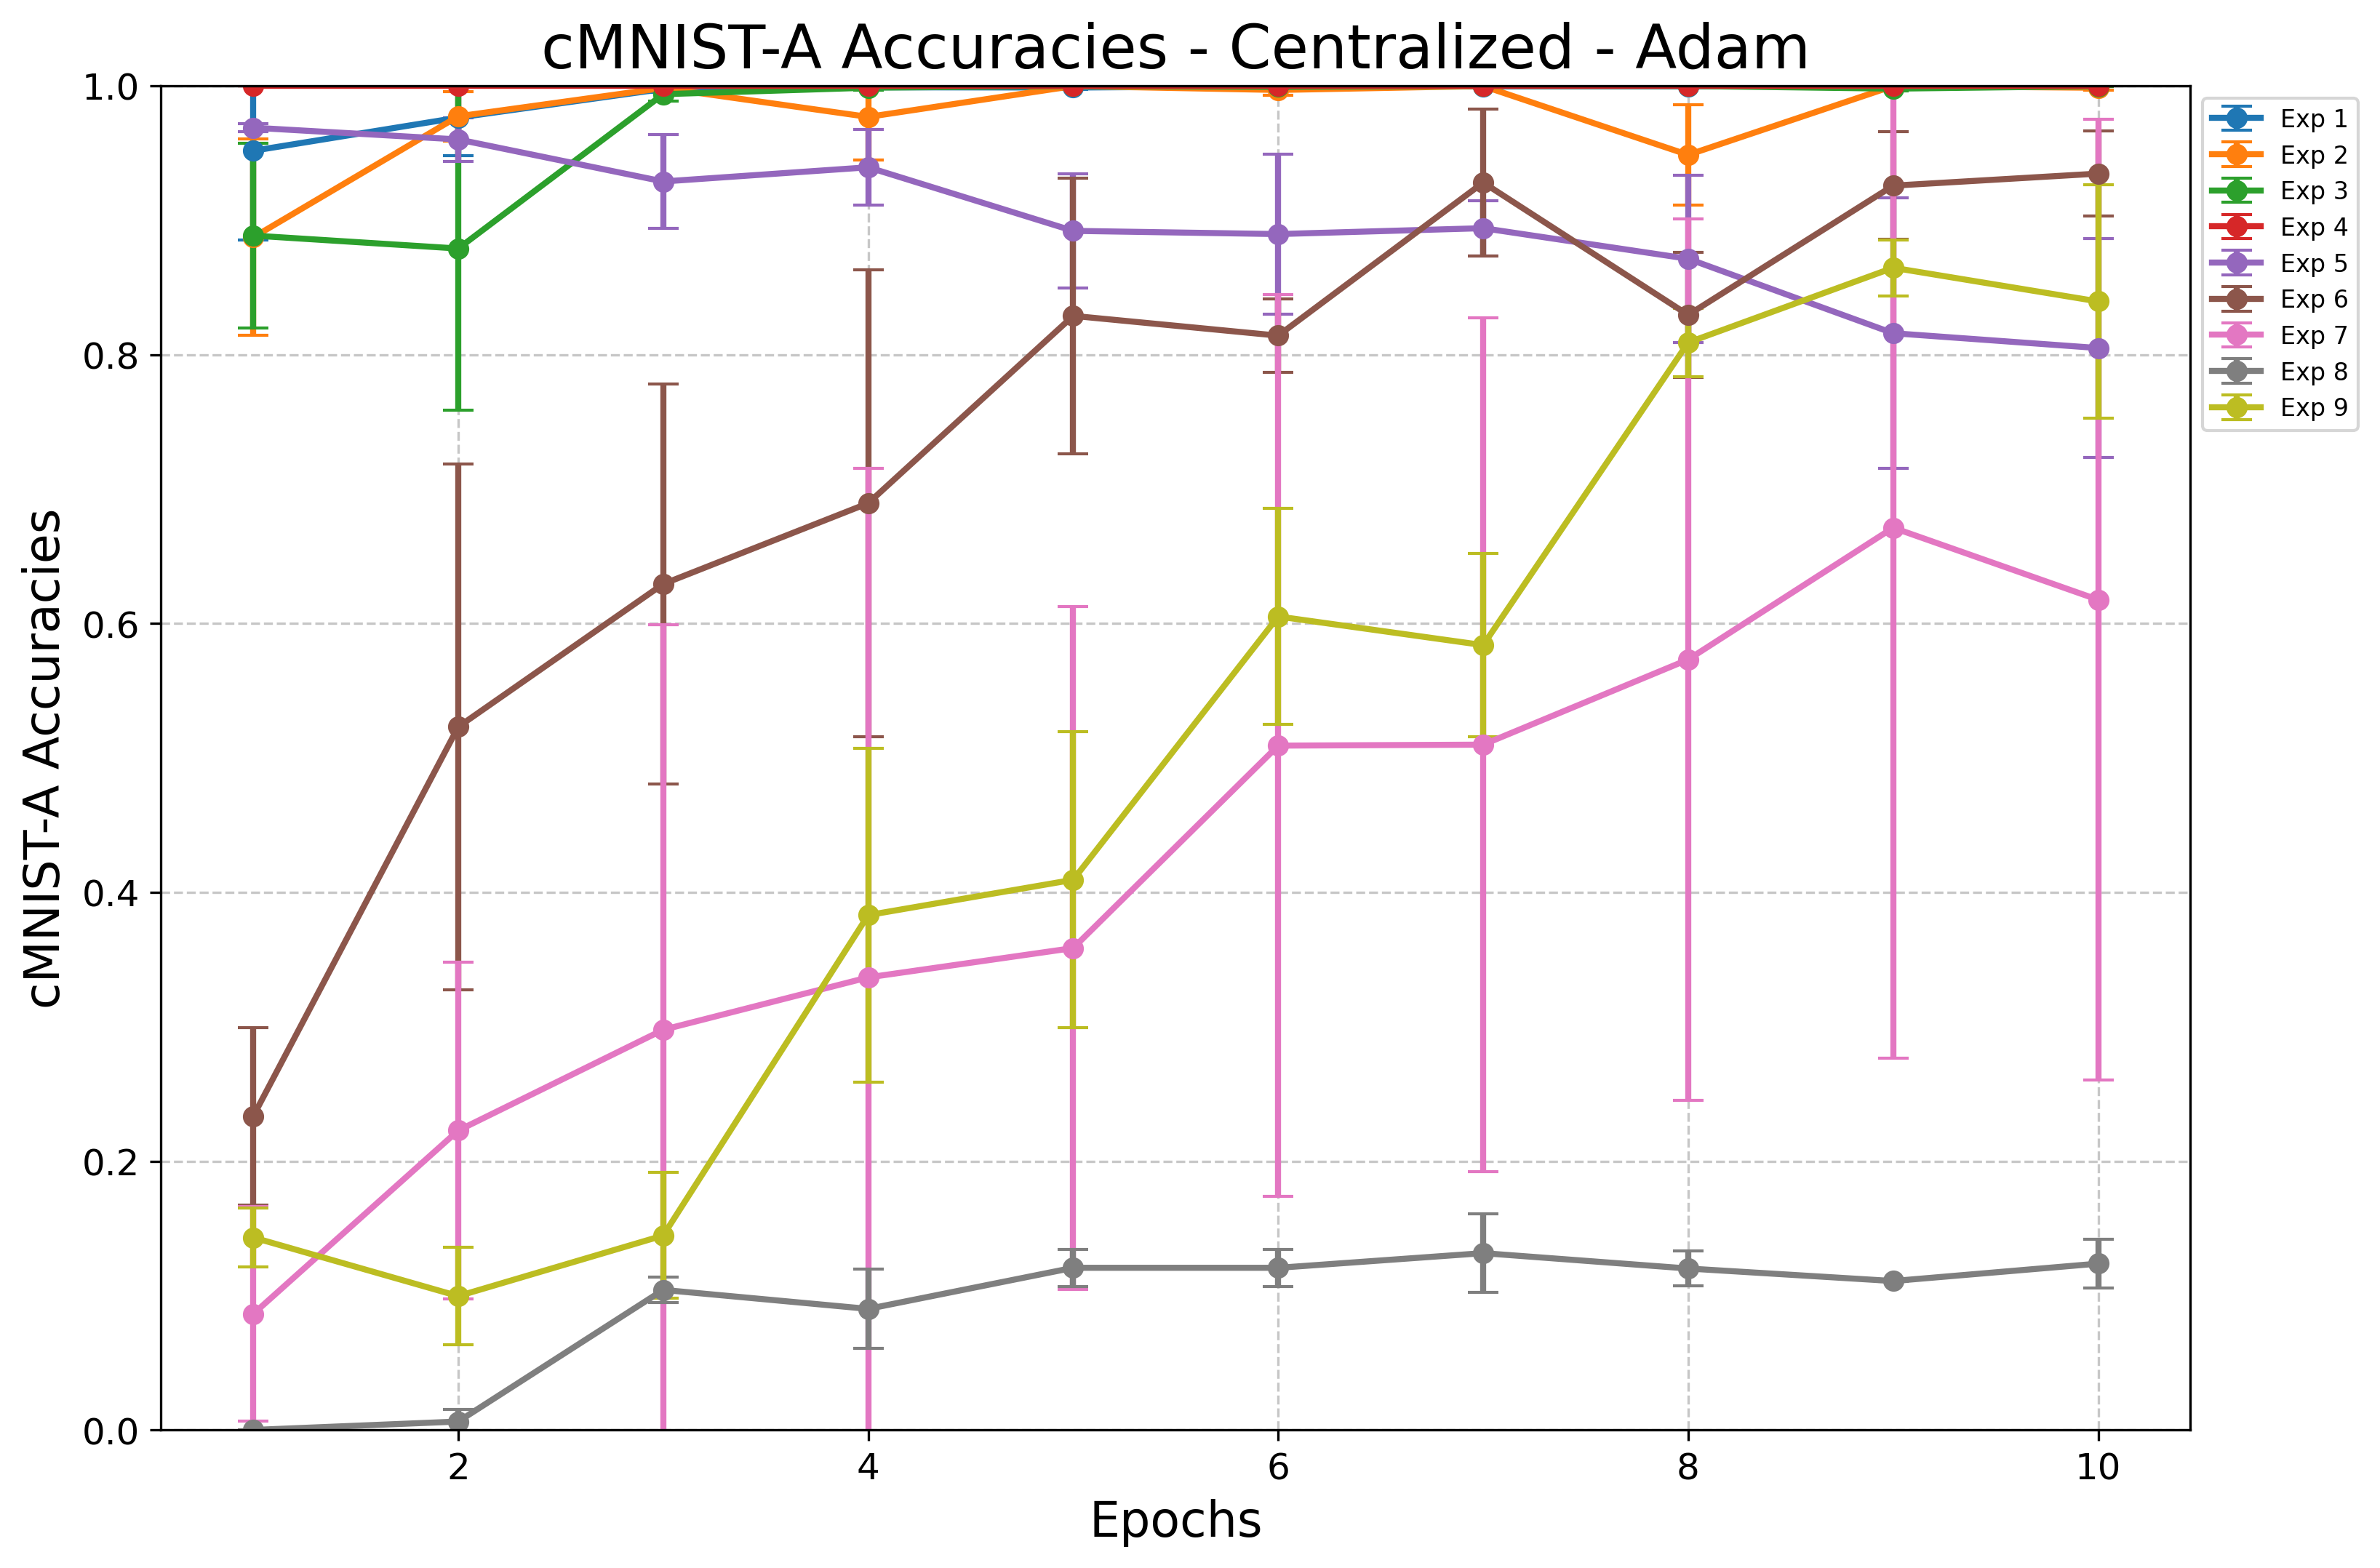 cMNIST-A Accuracies - Centralized - Adam
cMNIST-A Accuracies
1.0
0.8
0.6
0.4
0.2
0.0
2
4
6
8
10
Epochs
Exp 1
Exp 2
Exp 3
Exp 4
Exp 5
Exp 6
Exp 7
Exp 8
Exp 9